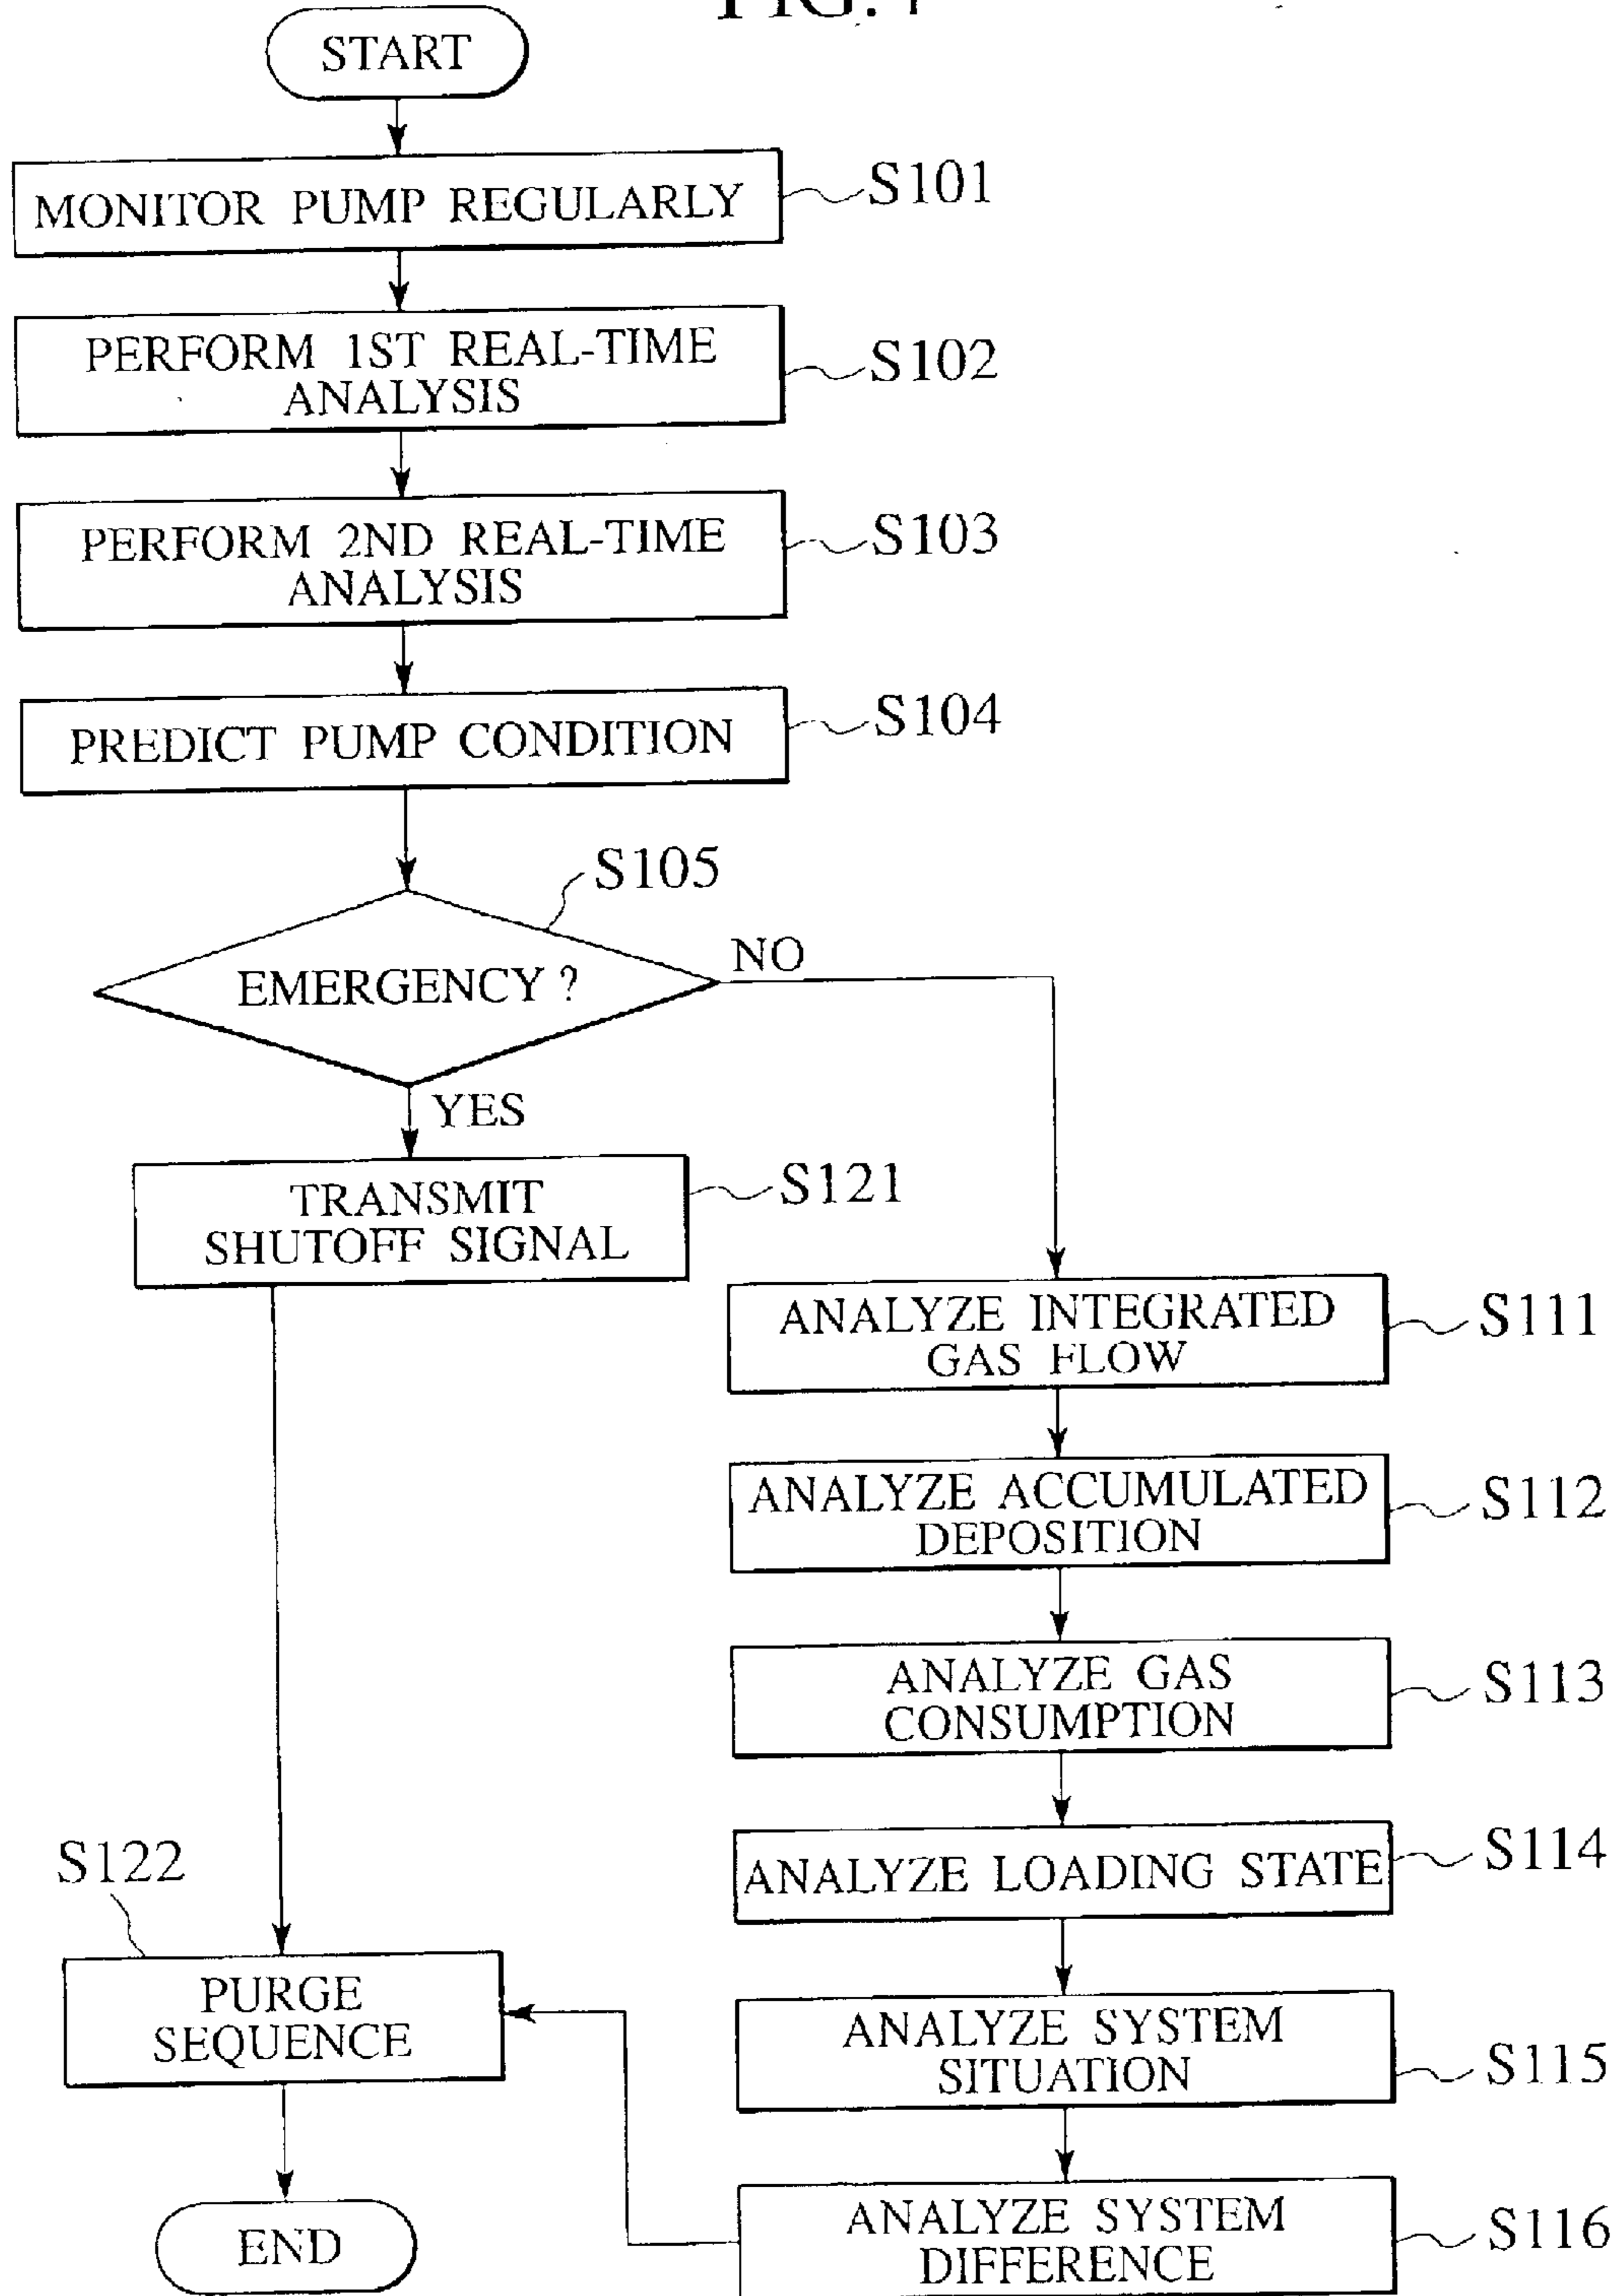 START
MONITOR PUMP REGULARLY
S101
PERFORM 1ST REAL-TIME
ANALYSIS
S102
PERFORM 2ND REAL-TIME
ANALYSIS
S103
PREDICT PUMP CONDITION
S104
S105
EMERGENCY ?
NO
YES
TRANSMIT
SHUTOFF SIGNAL
S121
ANALYZE INTEGRATED
GAS FLOW
S111
ANALYZE ACCUMULATED
DEPOSITION
S112
ANALYZE GAS
CONSUMPTION
S113
ANALYZE LOADING STATE
S114
S122
PURGE
SEQUENCE
ANALYZE SYSTEM
SITUATION
S115
ANALYZE SYSTEM
DIFFERENCE
S116
END